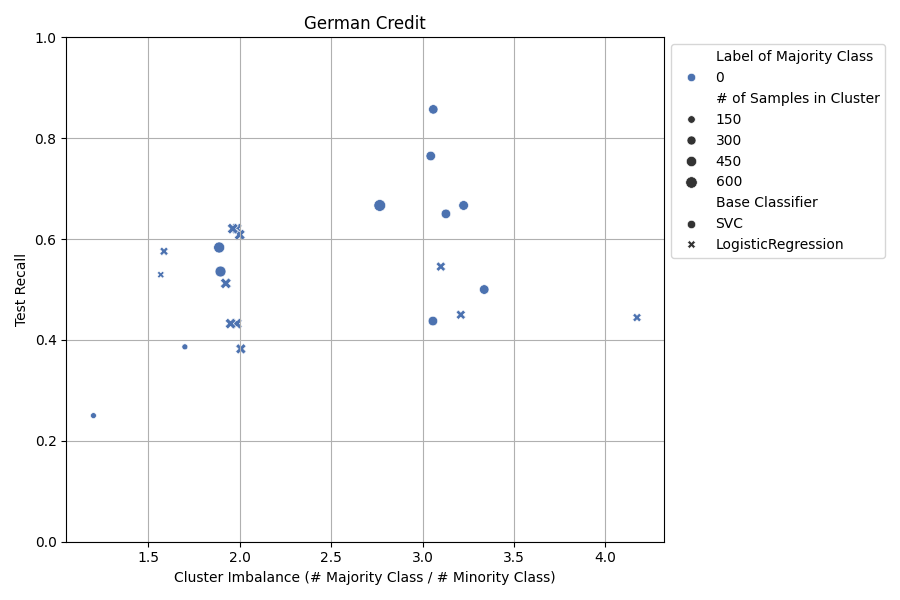 German Credit
1.0
0.8
0.6
0.4
0.2
0.0
Test Recall
1.5
2.0
2.5
3.0
3.5
4.0
Cluster Imbalance (# Majority Class / # Minority Class)
Label of Majority Class
0
# of Samples in Cluster
150
300
450
600
Base Classifier
SVC
LogisticRegression